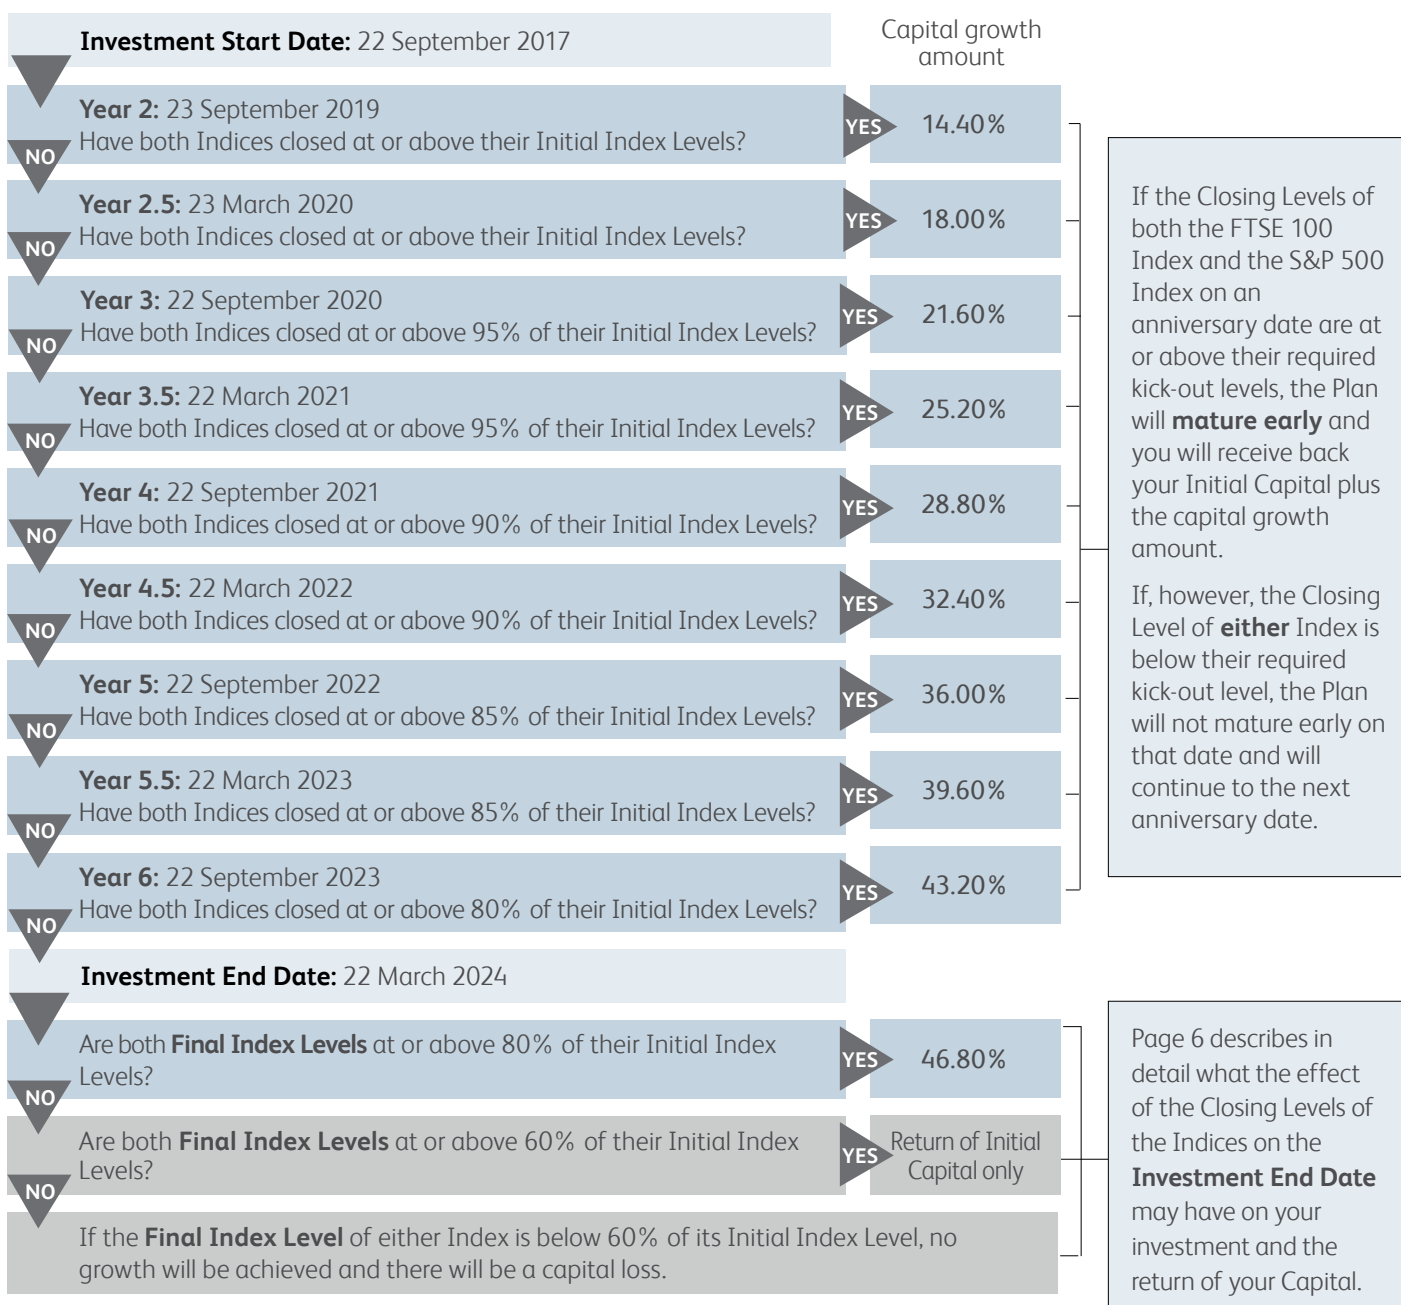 Investment Start Date: 22 September 2017
Capital growth
amount
Year 2: 23 September 2019
Have both Indices closed at or above their Initial Index Levels?
YES
14.40%
NO
Year 2.5: 23 March 2020
Have both Indices closed at or above their Initial Index Levels?
YES
18.00%
NO
Year 3: 22 September 2020
Have both Indices closed at or above 95% of their Initial Index Levels?
YES
21.60%
NO
Year 3.5: 22 March 2021
Have both Indices closed at or above 95% of their Initial Index Levels?
YES
25.20%
NO
Year 4: 22 September 2021
Have both Indices closed at or above 90% of their Initial Index Levels?
YES
28.80%
NO
Year 4.5: 22 March 2022
Have both Indices closed at or above 90% of their Initial Index Levels?
YES
32.40%
NO
Year 5: 22 September 2022
Have both Indices closed at or above 85% of their Initial Index Levels?
YES
36.00%
NO
Year 5.5: 22 March 2023
Have both Indices closed at or above 85% of their Initial Index Levels?
YES
39.60%
NO
Year 6: 22 September 2023
Have both Indices closed at or above 80% of their Initial Index Levels?
YES
43.20%
NO
If the Closing Levels of
both the FTSE 100
Index and the S&P 500
Index on an
anniversary date are at
or above their required
kick-out levels, the Plan
will mature early and
you will receive back
your Initial Capital plus
the capital growth
amount.
If, however, the Closing
Level of either Index is
below their required
kick-out level, the Plan
will not mature early on
that date and will
continue to the next
anniversary date.
Investment End Date: 22 March 2024
Are both Final Index Levels at or above 80% of their Initial Index
Levels?
YES
46.80%
NO
Are both Final Index Levels at or above 60% of their Initial Index
Levels?
YES
Return of Initial
Capital only
NO
If the Final Index Level of either Index is below 60% of its Initial Index Level, no
growth will be achieved and there will be a capital loss.
Page 6 describes in
detail what the effect
of the Closing Levels of
the Indices on the
Investment End Date
may have on your
investment and the
return of your Capital.